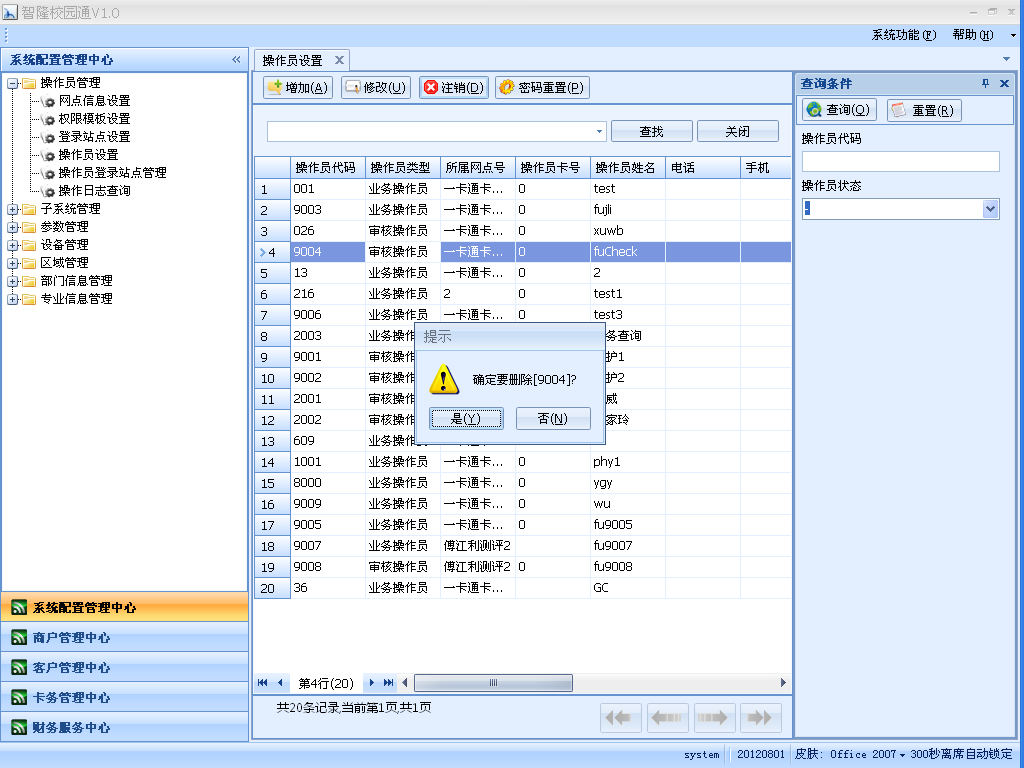 智隆校园通V1.0
系统功能(F) 帮助(H)
系统配置管理中心
操作员管理
网点信息设置
权限模板设置
登录站点设置
操作员设置
操作员登录站点管理
操作日志查询
子系统管理
参数管理
设备管理
区域管理
部门信息管理
专业信息管理
系统配置管理中心
商户管理中心
客户管理中心
卡务管理中心
财务服务中心
操作员设置
增加(A) 修改(U) 注销(D) 密码重置(P)
查找 关闭
操作员代码 操作员类型 所属网点号 操作员卡号 操作员姓名 电话 手机
1 001 业务操作员 一卡通卡... 0 test
2 9003 业务操作员 一卡通卡... 0 fujli
3 026 审核操作员 一卡通卡... 0 xuwb
4 9004 审核操作员 一卡通卡... 0 fuCheck
5 13 业务操作员 一卡通卡... 0 2
6 216 业务操作员 2 0 test1
7 9006 业务操作员 一卡通卡... 0 test3
8 2003 业务操作 务查询
9 9001 审核操作 护1
10 9002 审核操作 护2
11 2001 审核操作 威
12 2002 审核操作 家玲
13 609 业务操作
14 1001 业务操作员 一卡通卡... 0 phy1
15 8000 业务操作员 一卡通卡... 0 ygy
16 9009 业务操作员 一卡通卡... 0 wu
17 9005 业务操作员 一卡通卡... 0 fu9005
18 9007 业务操作员 傅江利测评2 fu9007
19 9008 审核操作员 傅江利测评2 0 fu9008
20 36 业务操作员 一卡通卡... GC
提示
确定要删除[9004]?
是(Y) 否(N)
第4行(20)
共20条记录,当前第1页,共1页
查询条件
查询(Q) 重置(R)
操作员代码
操作员状态
-
system 20120801 皮肤: Office 2007 300秒离席自动锁定